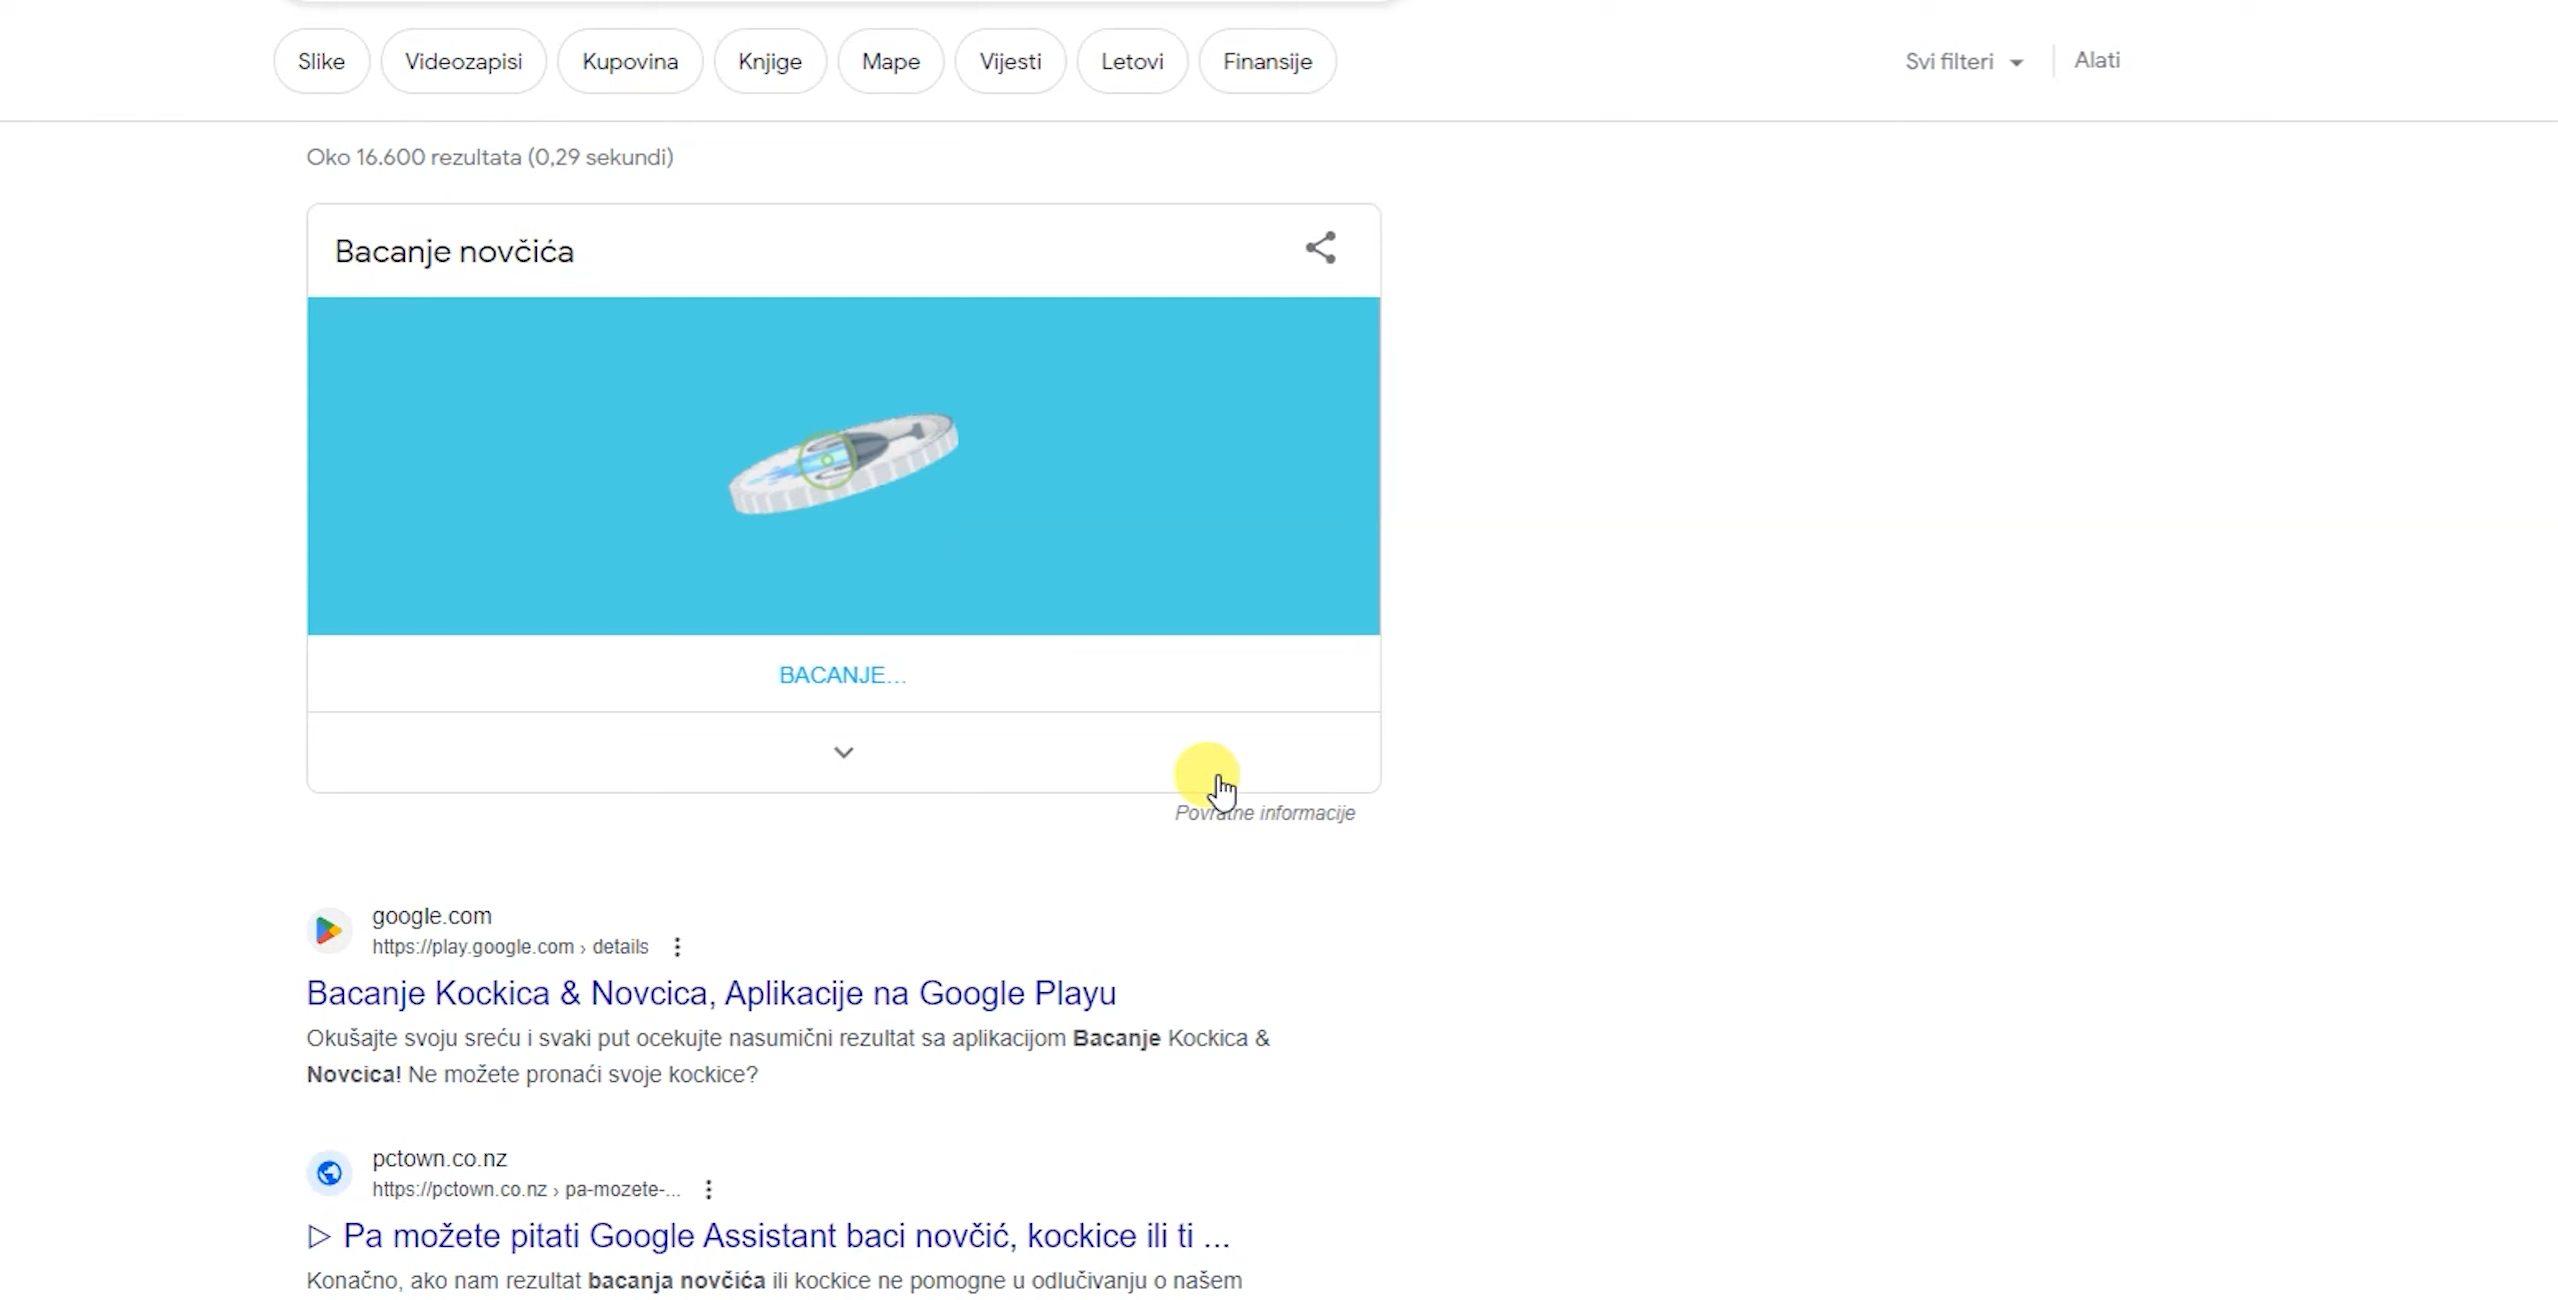 Slike Videozapisi Kupovina Knjige Mape Vijesti Letovi Finansije Svi filteri Alati
Oko 16.600 rezultata (0,29 sekundi)
Bacanje novčića
BACANJE...
Povratne informacije
google.com
https://play.google.com › details
Bacanje Kockica & Novcica, Aplikacije na Google Playu
Okušajte svoju sreću i svaki put ocekujte nasumični rezultat sa aplikacijom Bacanje Kockica &
Novcica! Ne možete pronaći svoje kockice?
pctown.co.nz
https://pctown.co.nz › pa-mozete-...
▷ Pa možete pitati Google Assistant baci novčić, kockice ili ti ...
Konačno, ako nam rezultat bacanja novčića ili kockice ne pomogne u odlučivanju o našem